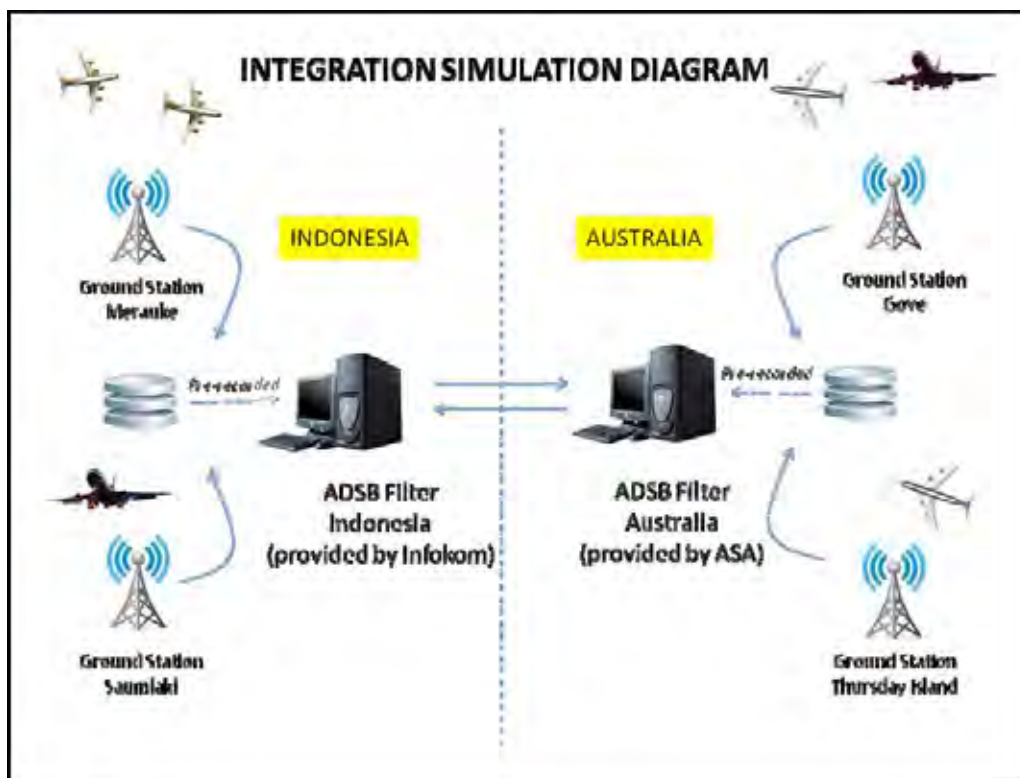 INTEGRATION SIMULATION DIAGRAM
INDONESIA
AUSTRALIA
Ground Station
Merauke
Ground Station
Gove
Pre-recorded
Pre-recorded
ADSB Filter
Indonesia
(provided by Infokom)
ADSB Filter
Australia
(provided by ASA)
Ground Station
Saumlaki
Ground Station
Thursday Island